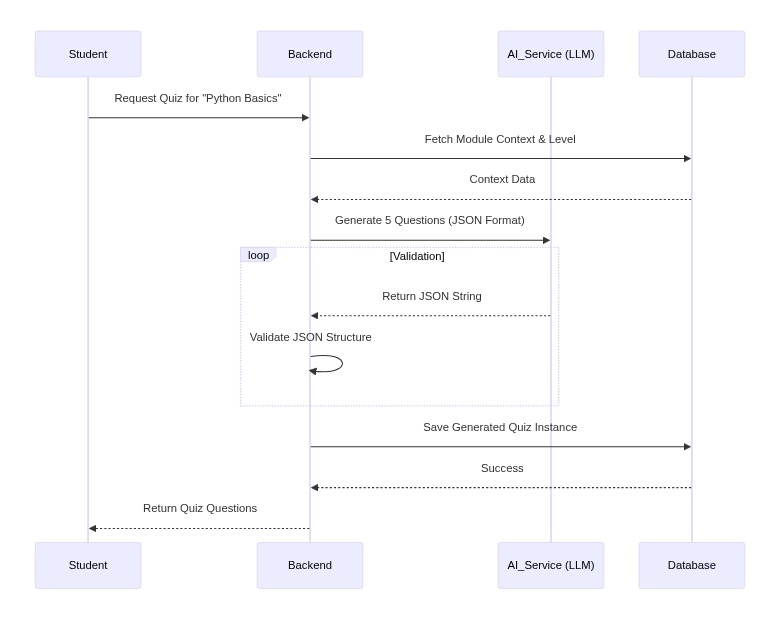 Student
Backend
AI_Service (LLM)
Database
Request Quiz for "Python Basics"
Fetch Module Context & Level
Context Data
Generate 5 Questions (JSON Format)
loop
[Validation]
Return JSON String
Validate JSON Structure
Save Generated Quiz Instance
Success
Return Quiz Questions
Student
Backend
AI_Service (LLM)
Database